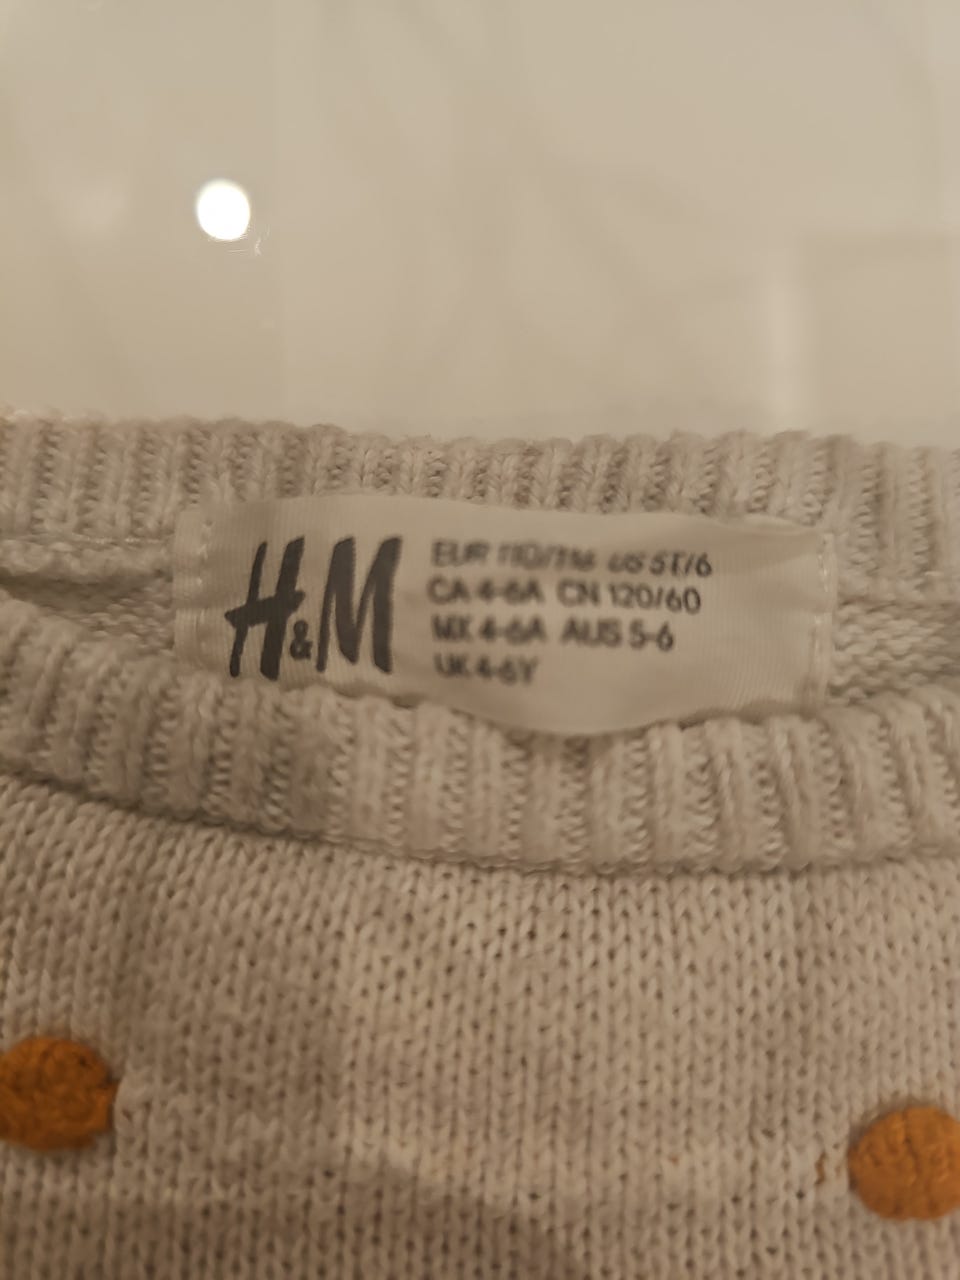 H&M
EUR 110/116 US 5T/6
CA 4-6A CN 120/60
MX 4-6A AUS 5-6
UK 4-6Y